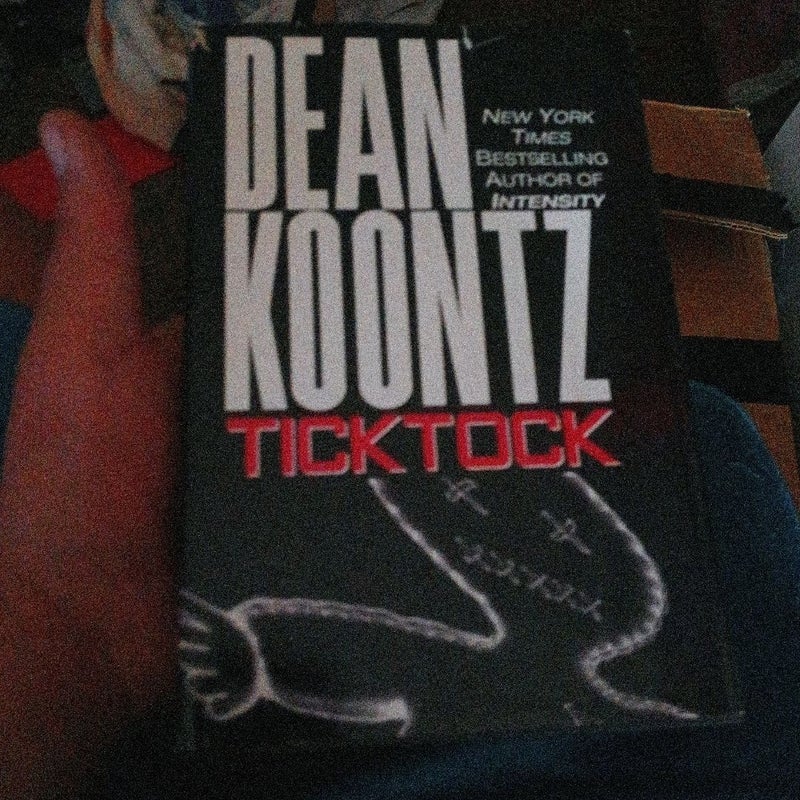 DEAN
KOONTZ
NEW YORK
TIMES
BESTSELLING
AUTHOR OF
INTENSITY
TICKTOCK